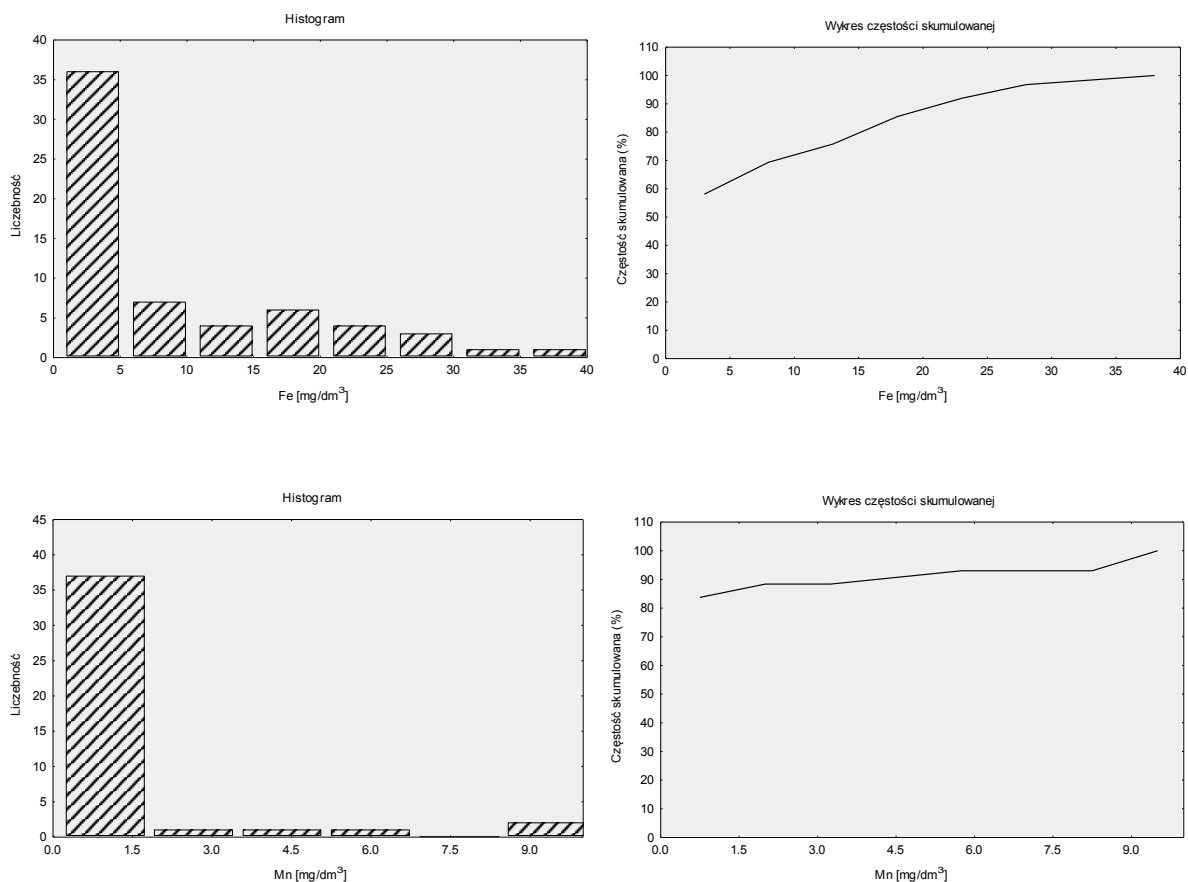 Histogram
40
35
30
25
20
15
10
5
0
Liczebność
0 5 10 15 20 25 30 35 40
Fe [mg/dm³]
Wykres częstości skumulowanej
110
100
90
80
70
60
50
40
30
20
10
0
Częstość skumulowana (%)
0 5 10 15 20 25 30 35 40
Fe [mg/dm³]
Histogram
45
40
35
30
25
20
15
10
5
0
Liczebność
0.0 1.5 3.0 4.5 6.0 7.5 9.0
Mn [mg/dm³]
Wykres częstości skumulowanej
110
100
90
80
70
60
50
40
30
20
10
0
Częstość skumulowana (%)
0.0 1.5 3.0 4.5 6.0 7.5 9.0
Mn [mg/dm³]